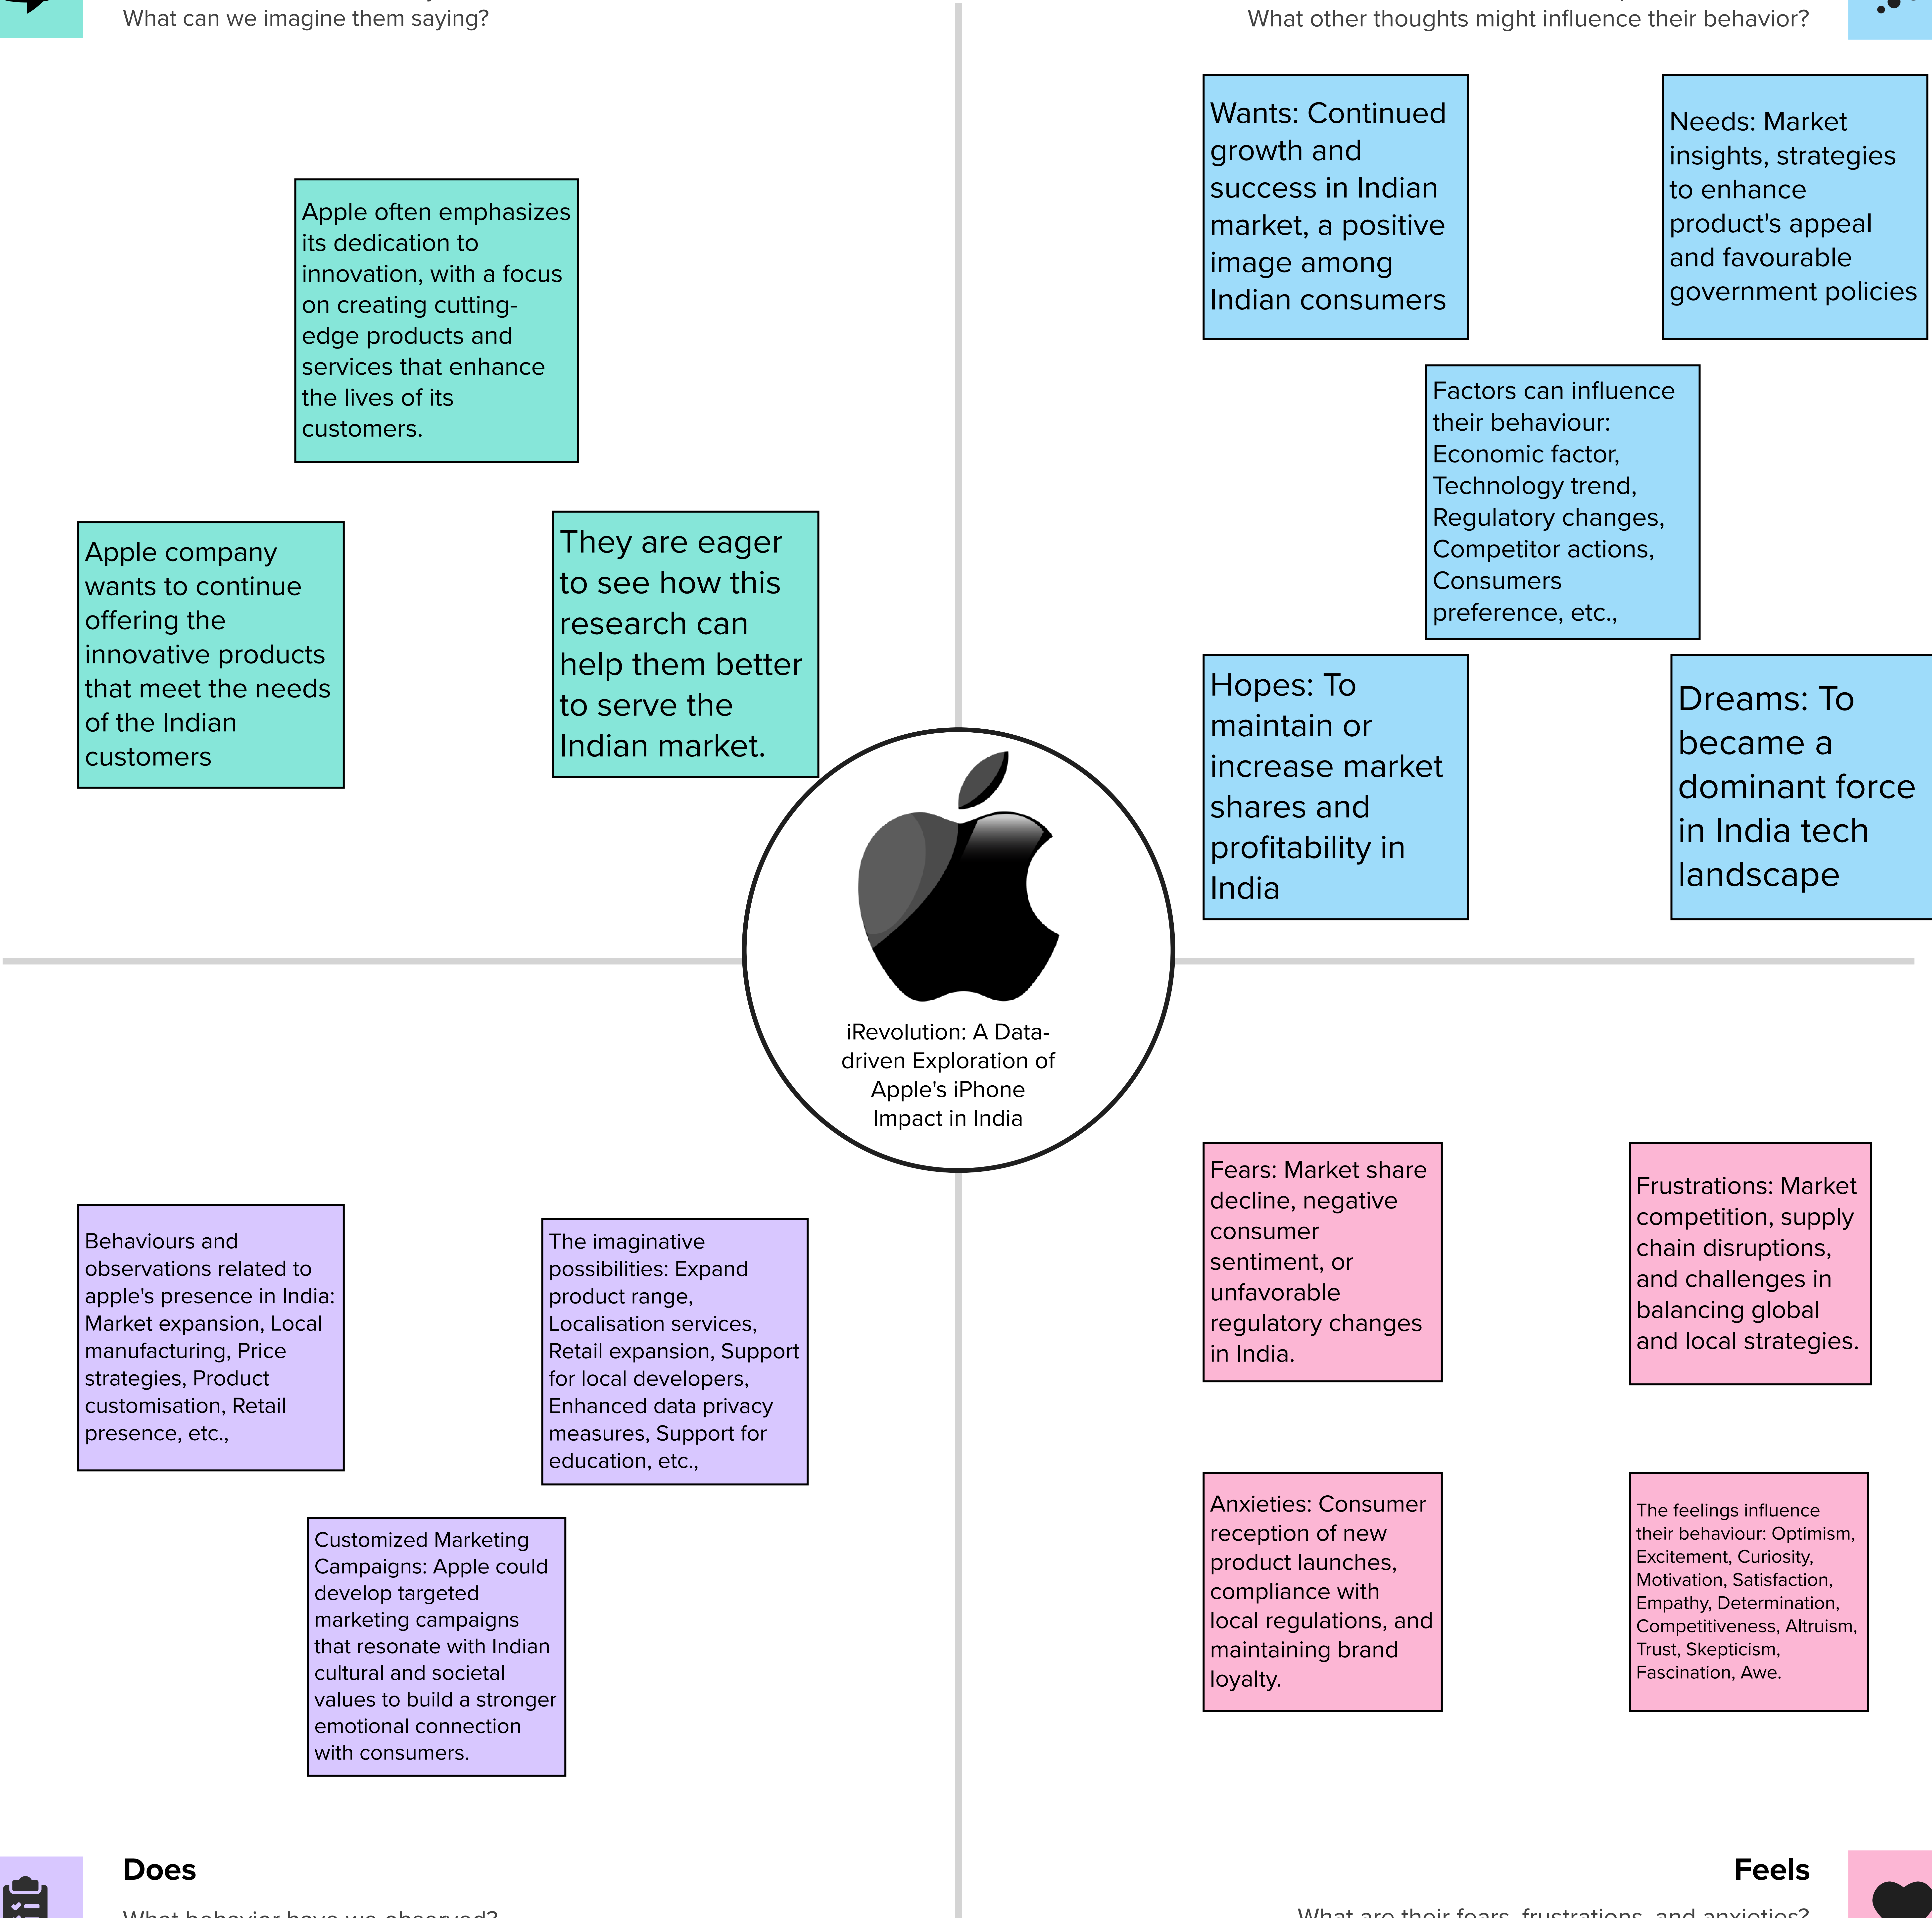 What can we imagine them saying?
What other thoughts might influence their behavior?
Apple often emphasizes
its dedication to
innovation, with a focus
on creating cutting-
edge products and
services that enhance
the lives of its
customers.
Apple company
wants to continue
offering the
innovative products
that meet the needs
of the Indian
customers
They are eager
to see how this
research can
help them better
to serve the
Indian market.
Wants: Continued
growth and
success in Indian
market, a positive
image among
Indian consumers
Needs: Market
insights, strategies
to enhance
product's appeal
and favourable
government policies
Factors can influence
their behaviour:
Economic factor,
Technology trend,
Regulatory changes,
Competitor actions,
Consumers
preference, etc.,
Hopes: To
maintain or
increase market
shares and
profitability in
India
Dreams: To
became a
dominant force
in India tech
landscape
iRevolution: A Data-
driven Exploration of
Apple's iPhone
Impact in India
Behaviours and
observations related to
apple's presence in India:
Market expansion, Local
manufacturing, Price
strategies, Product
customisation, Retail
presence, etc.,
The imaginative
possibilities: Expand
product range,
Localisation services,
Retail expansion, Support
for local developers,
Enhanced data privacy
measures, Support for
education, etc.,
Customized Marketing
Campaigns: Apple could
develop targeted
marketing campaigns
that resonate with Indian
cultural and societal
values to build a stronger
emotional connection
with consumers.
Fears: Market share
decline, negative
consumer
sentiment, or
unfavorable
regulatory changes
in India.
Frustrations: Market
competition, supply
chain disruptions,
and challenges in
balancing global
and local strategies.
Anxieties: Consumer
reception of new
product launches,
compliance with
local regulations, and
maintaining brand
loyalty.
The feelings influence
their behaviour: Optimism,
Excitement, Curiosity,
Motivation, Satisfaction,
Empathy, Determination,
Competitiveness, Altruism,
Trust, Skepticism,
Fascination, Awe.
Does
What behavior have we observed?
Feels
What are their fears, frustrations, and anxieties?